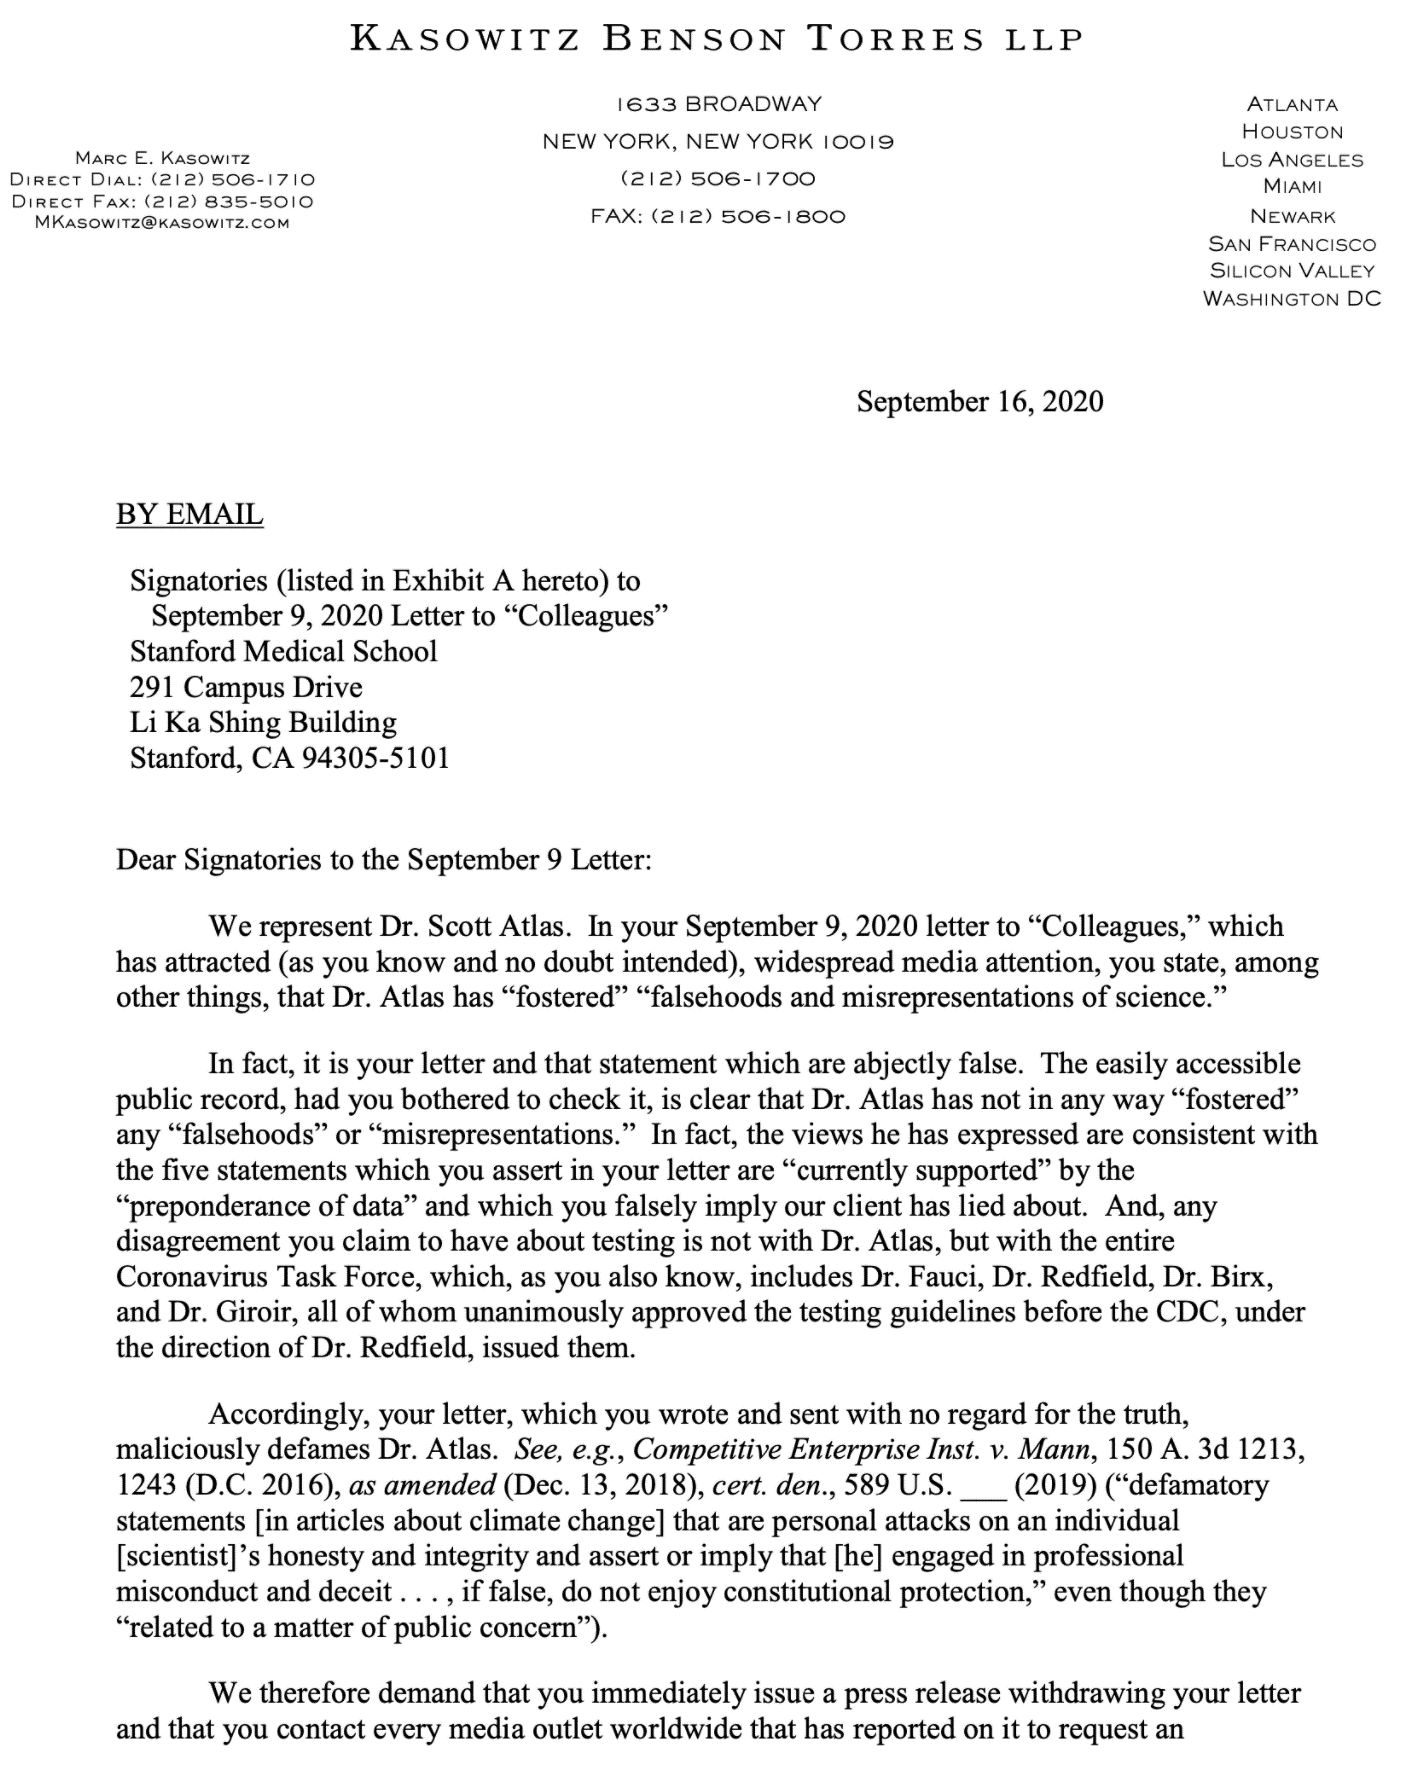 KASOWITZ BENSON TORRES LLP
1633 BROADWAY
NEW YORK, NEW YORK 10019
(212) 506-1700
FAX: (212) 506-1800
MARC E. KASOWITZ
DIRECT DIAL: (212) 506-1710
DIRECT FAX: (212) 835-5010
MKASOWITZ@KASOWITZ.COM
ATLANTA
HOUSTON
LOS ANGELES
MIAMI
NEWARK
SAN FRANCISCO
SILICON VALLEY
WASHINGTON DC
September 16, 2020
BY EMAIL
Signatories (listed in Exhibit A hereto) to
September 9, 2020 Letter to “Colleagues”
Stanford Medical School
291 Campus Drive
Li Ka Shing Building
Stanford, CA 94305-5101
Dear Signatories to the September 9 Letter:
We represent Dr. Scott Atlas. In your September 9, 2020 letter to “Colleagues,” which
has attracted (as you know and no doubt intended), widespread media attention, you state, among
other things, that Dr. Atlas has “fostered” “falsehoods and misrepresentations of science.”
In fact, it is your letter and that statement which are abjectly false. The easily accessible
public record, had you bothered to check it, is clear that Dr. Atlas has not in any way “fostered”
any “falsehoods” or “misrepresentations.” In fact, the views he has expressed are consistent with
the five statements which you assert in your letter are “currently supported” by the
“preponderance of data” and which you falsely imply our client has lied about. And, any
disagreement you claim to have about testing is not with Dr. Atlas, but with the entire
Coronavirus Task Force, which, as you also know, includes Dr. Fauci, Dr. Redfield, Dr. Birx,
and Dr. Giroir, all of whom unanimously approved the testing guidelines before the CDC, under
the direction of Dr. Redfield, issued them.
Accordingly, your letter, which you wrote and sent with no regard for the truth,
maliciously defames Dr. Atlas. See, e.g., Competitive Enterprise Inst. v. Mann, 150 A. 3d 1213,
1243 (D.C. 2016), as amended (Dec. 13, 2018), cert. den., 589 U.S. ___ (2019) (“defamatory
statements [in articles about climate change] that are personal attacks on an individual
[scientist]’s honesty and integrity and assert or imply that [he] engaged in professional
misconduct and deceit . . . , if false, do not enjoy constitutional protection,” even though they
“related to a matter of public concern”).
We therefore demand that you immediately issue a press release withdrawing your letter
and that you contact every media outlet worldwide that has reported on it to request an